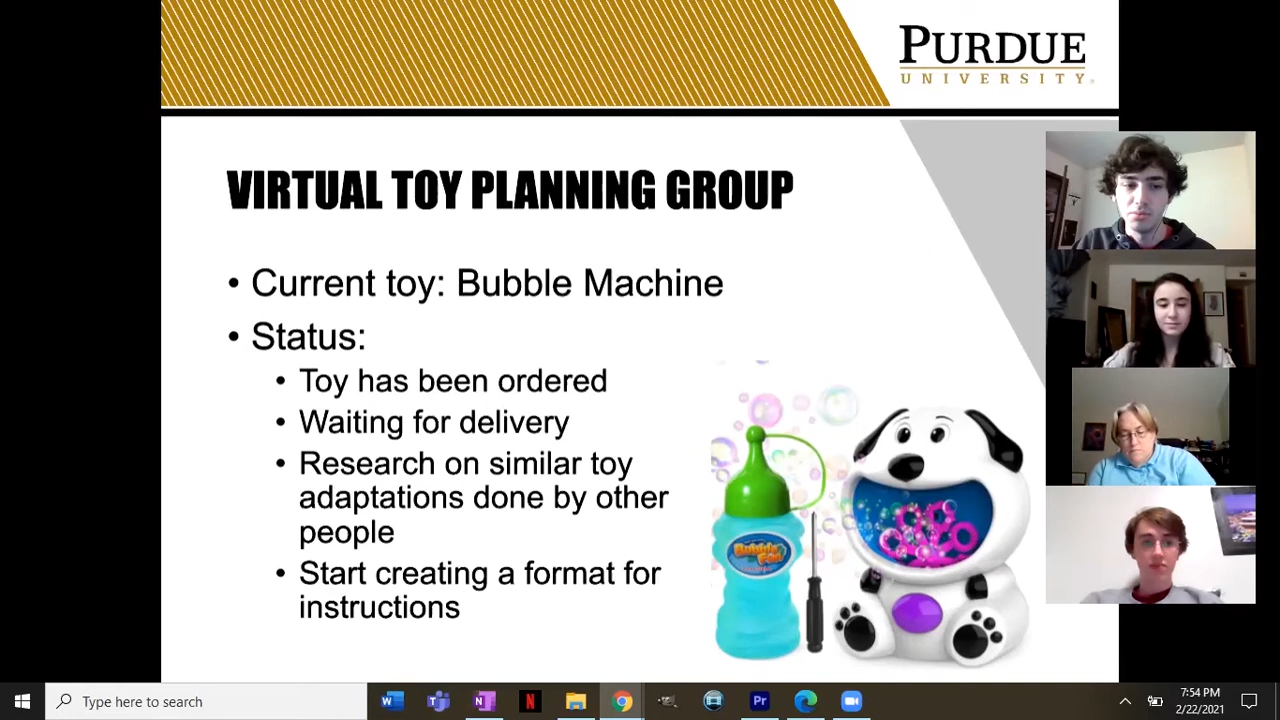 PURDUE
UNIVERSITY
VIRTUAL TOY PLANNING GROUP
• Current toy: Bubble Machine
• Status:
• Toy has been ordered
• Waiting for delivery
• Research on similar toy
adaptations done by other
people
• Start creating a format for
instructions
Type here to search
7:54 PM
2/22/2021